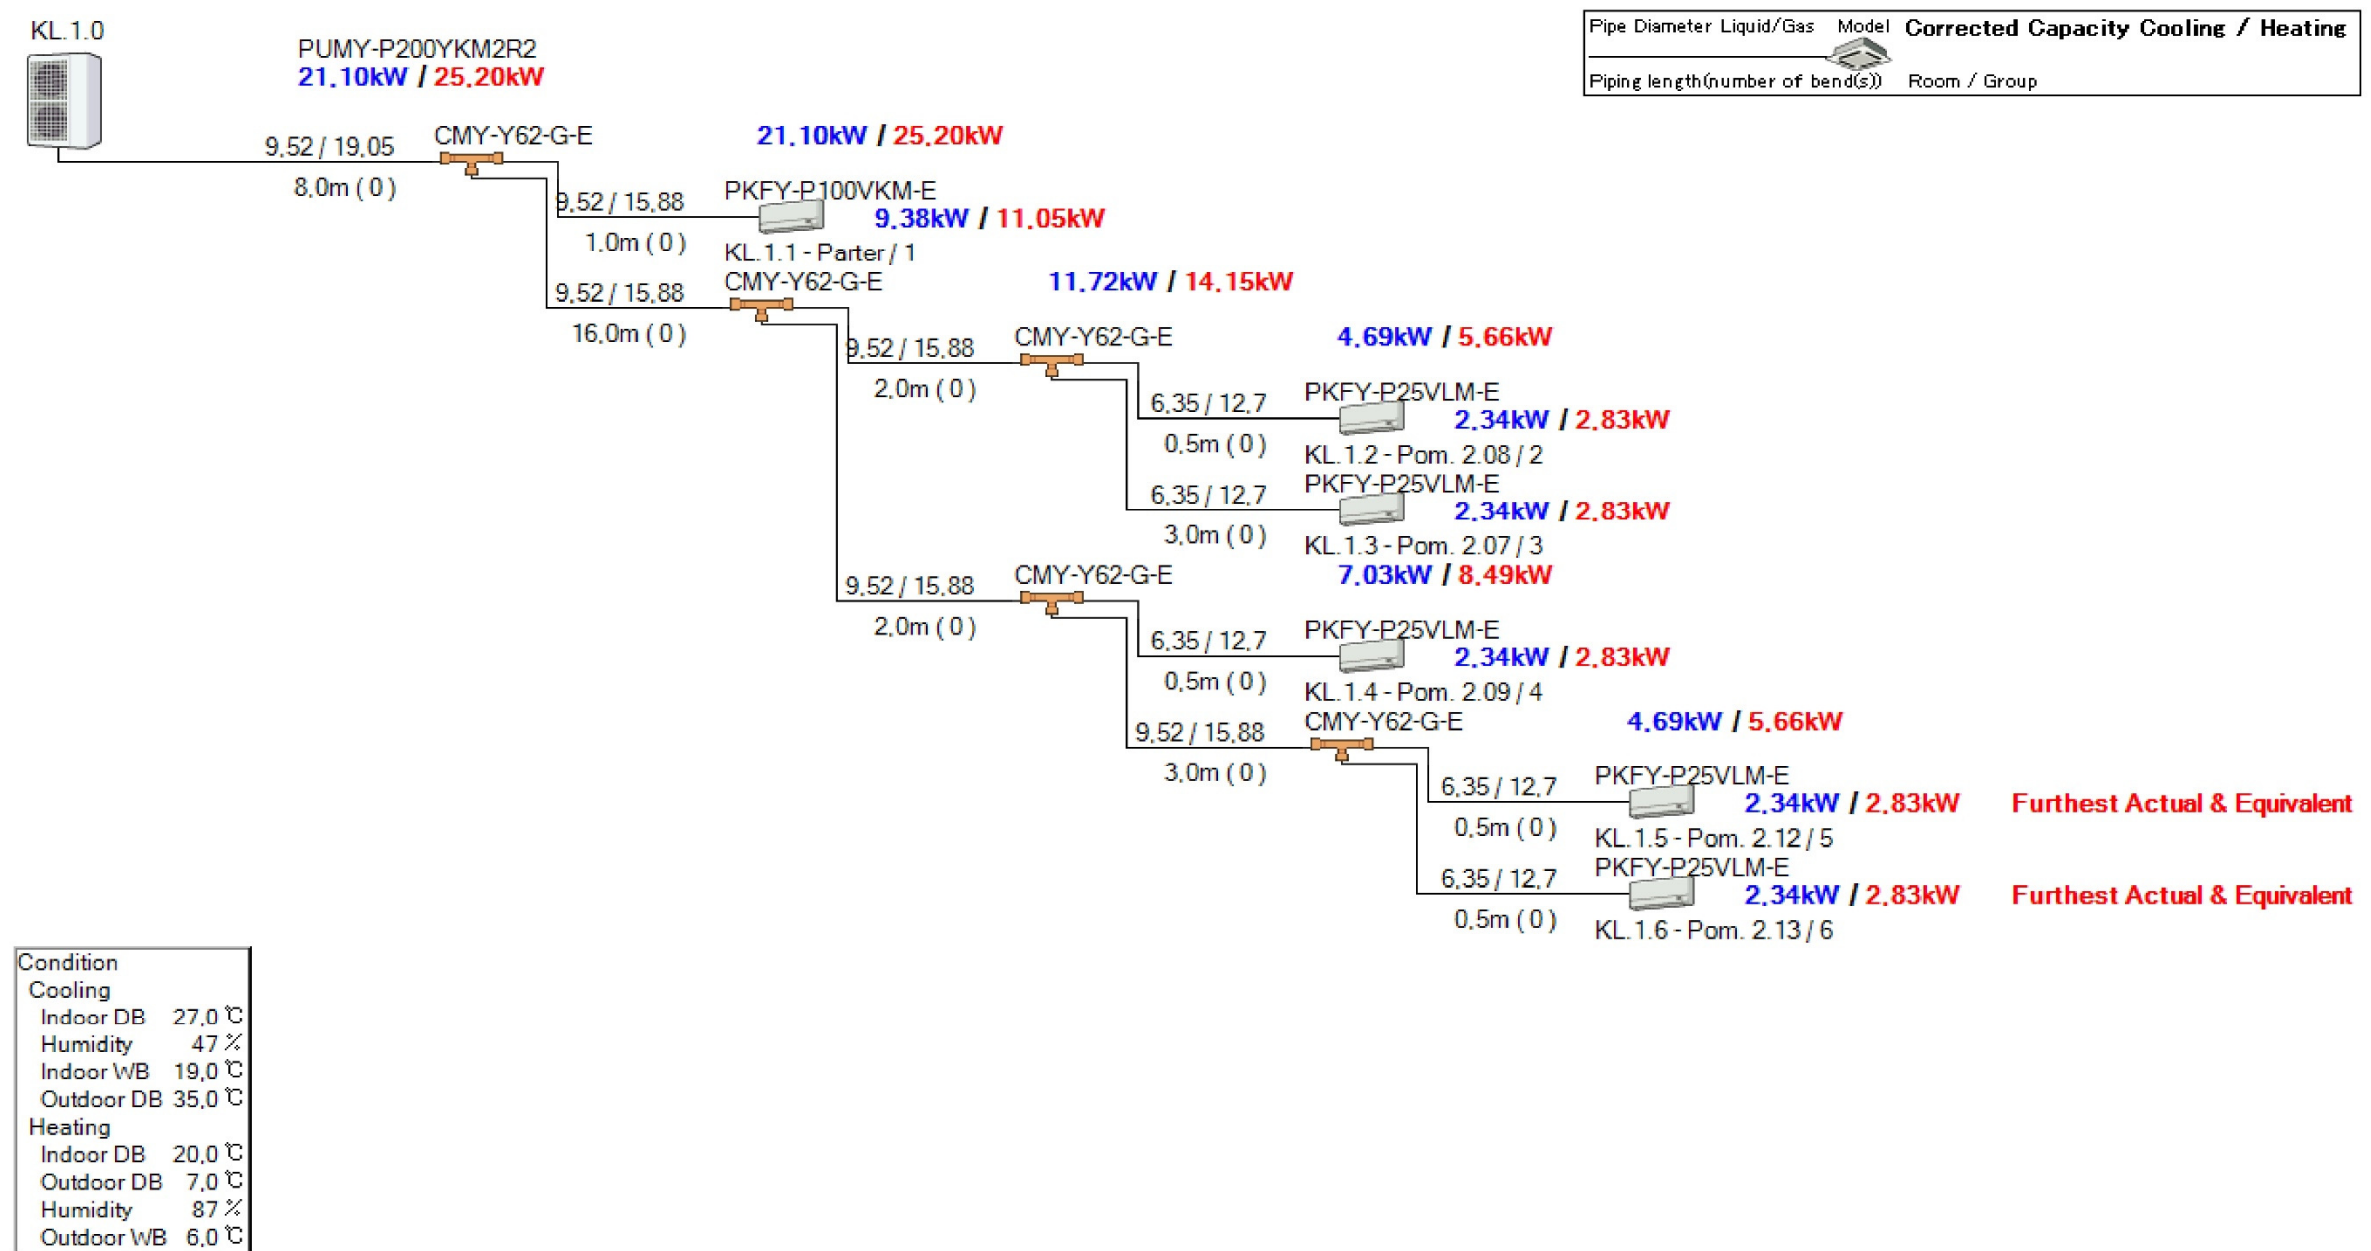 KL.1.0
PUMY-P200YKM2R2
21.10kW / 25.20kW
Pipe Diameter Liquid/Gas Model Corrected Capacity Cooling / Heating
Piping length(number of bend(s)) Room / Group
9.52 / 19.05
8.0m ( 0 )
CMY-Y62-G-E
21.10kW / 25.20kW
9.52 / 15.88
1.0m ( 0 )
PKFY-P100VKM-E
9.38kW / 11.05kW
KL.1.1 - Parter / 1
9.52 / 15.88
16.0m ( 0 )
CMY-Y62-G-E
11.72kW / 14.15kW
9.52 / 15.88
2.0m ( 0 )
CMY-Y62-G-E
4.69kW / 5.66kW
6.35 / 12.7
0.5m ( 0 )
PKFY-P25VLM-E
2.34kW / 2.83kW
KL.1.2 - Pom. 2.08 / 2
6.35 / 12.7
3.0m ( 0 )
PKFY-P25VLM-E
2.34kW / 2.83kW
KL.1.3 - Pom. 2.07 / 3
9.52 / 15.88
2.0m ( 0 )
CMY-Y62-G-E
7.03kW / 8.49kW
6.35 / 12.7
0.5m ( 0 )
PKFY-P25VLM-E
2.34kW / 2.83kW
KL.1.4 - Pom. 2.09 / 4
9.52 / 15.88
3.0m ( 0 )
CMY-Y62-G-E
4.69kW / 5.66kW
6.35 / 12.7
0.5m ( 0 )
PKFY-P25VLM-E
2.34kW / 2.83kW Furthest Actual & Equivalent
KL.1.5 - Pom. 2.12 / 5
6.35 / 12.7
0.5m ( 0 )
PKFY-P25VLM-E
2.34kW / 2.83kW Furthest Actual & Equivalent
KL.1.6 - Pom. 2.13 / 6
Condition
Cooling
Indoor DB 27.0 ℃
Humidity 47 %
Indoor WB 19.0 ℃
Outdoor DB 35.0 ℃
Heating
Indoor DB 20.0 ℃
Outdoor DB 7.0 ℃
Humidity 87 %
Outdoor WB 6.0 ℃